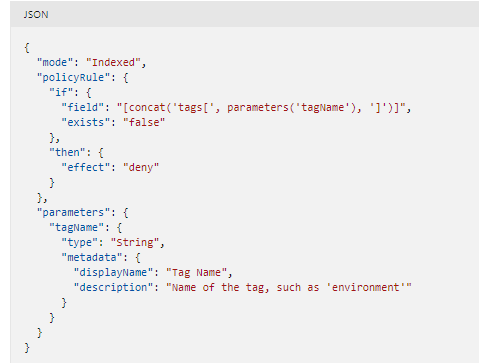 JSON
{
  "mode": "Indexed",
  "policyRule": {
    "if": {
      "field": "[concat('tags[', parameters('tagName'), ']')]",
      "exists": "false"
    },
    "then": {
      "effect": "deny"
    }
  },
  "parameters": {
    "tagName": {
      "type": "String",
      "metadata": {
        "displayName": "Tag Name",
        "description": "Name of the tag, such as 'environment'"
      }
    }
  }
}